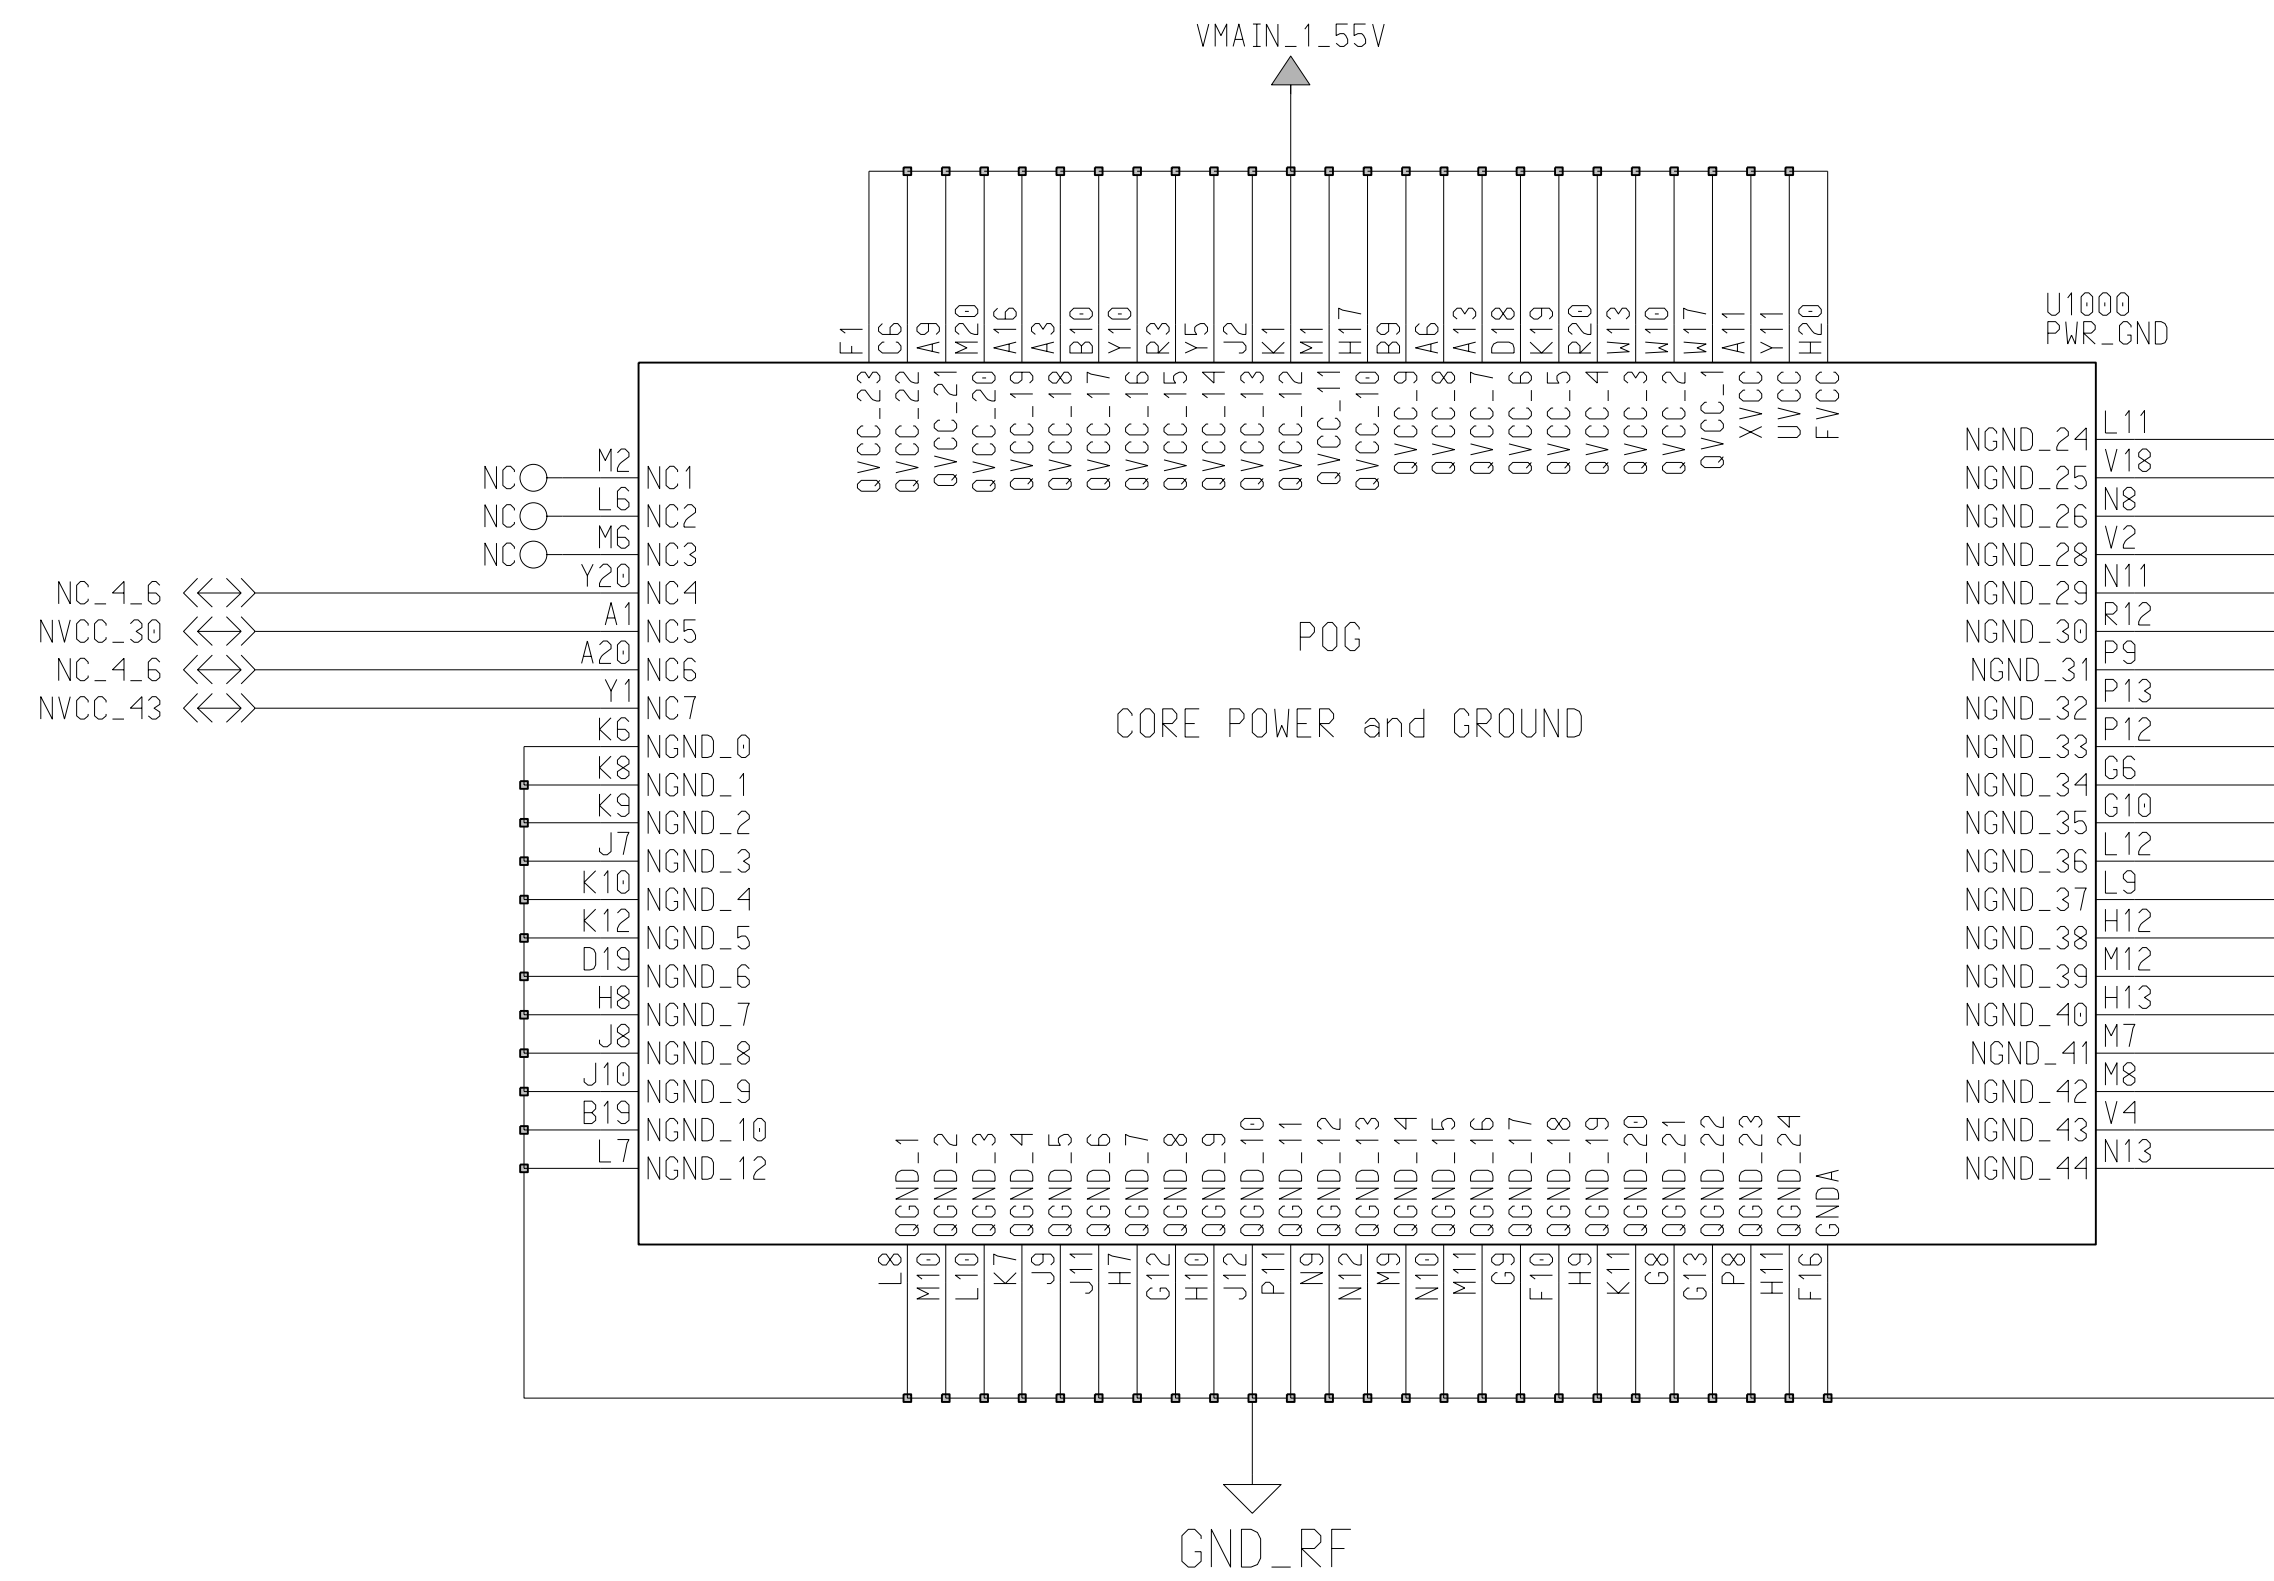 VMAIN_1_55V
F1 C6 A9 M20 A16 A3 B10 Y10 R3 Y5 J2 K1 M1 H17 B9 A6 A13 D18 K19 R20 W13 W10 W17 A11 Y11 H20
U1000
PWR_GND
QVCC_23 QVCC_22 QVCC_21 QVCC_20 QVCC_19 QVCC_18 QVCC_17 QVCC_16 QVCC_15 QVCC_14 QVCC_13 QVCC_12 QVCC_11 QVCC_10 QVCC_9 QVCC_8 QVCC_7 QVCC_6 QVCC_5 QVCC_4 QVCC_3 QVCC_2 QVCC_1 XVCC UVCC FVCC
NC M2 NC1
NC L6 NC2
NC M6 NC3
NC_4_6 Y20 NC4
NVCC_30 A1 NC5
NC_4_6 A20 NC6
NVCC_43 Y1 NC7
K6 NGND_0
K8 NGND_1
K9 NGND_2
J7 NGND_3
K10 NGND_4
K12 NGND_5
D19 NGND_6
H8 NGND_7
J8 NGND_8
J10 NGND_9
B19 NGND_10
L7 NGND_12
POG
CORE POWER and GROUND
NGND_24 L11
NGND_25 V18
NGND_26 N8
NGND_28 V2
NGND_29 N11
NGND_30 R12
NGND_31 P9
NGND_32 P13
NGND_33 P12
NGND_34 G6
NGND_35 G10
NGND_36 L12
NGND_37 L9
NGND_38 H12
NGND_39 M12
NGND_40 H13
NGND_41 M7
NGND_42 M8
NGND_43 V4
NGND_44 N13
QGND_1 QGND_2 QGND_3 QGND_4 QGND_5 QGND_6 QGND_7 QGND_8 QGND_9 QGND_10 QGND_11 QGND_12 QGND_13 QGND_14 QGND_15 QGND_16 QGND_17 QGND_18 QGND_19 QGND_20 QGND_21 QGND_22 QGND_23 QGND_24 GNDA
L8 M10 L10 K7 J9 J11 H7 G12 H10 J12 P11 N9 N12 M9 N10 M11 G9 F10 H9 K11 G8 G13 P8 H11 F16
GND_RF